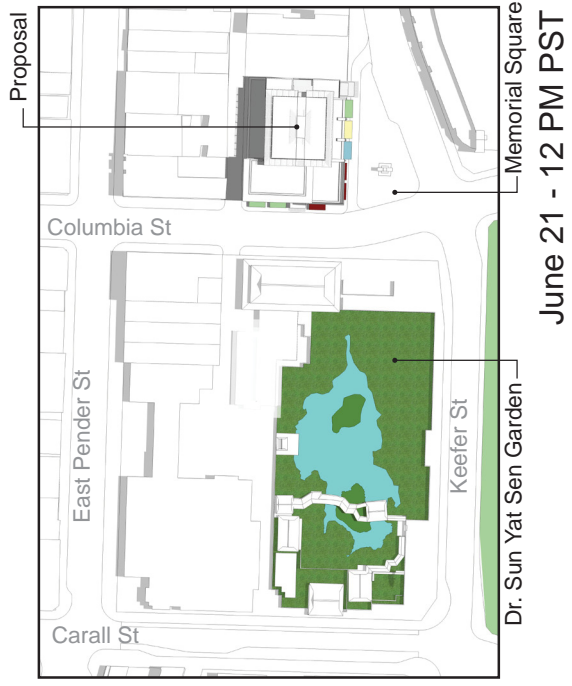 Proposal
Memorial Square
June 21 - 12 PM PST
Columbia St
East Pender St
Keefer St
Dr. Sun Yat Sen Garden
Carall St